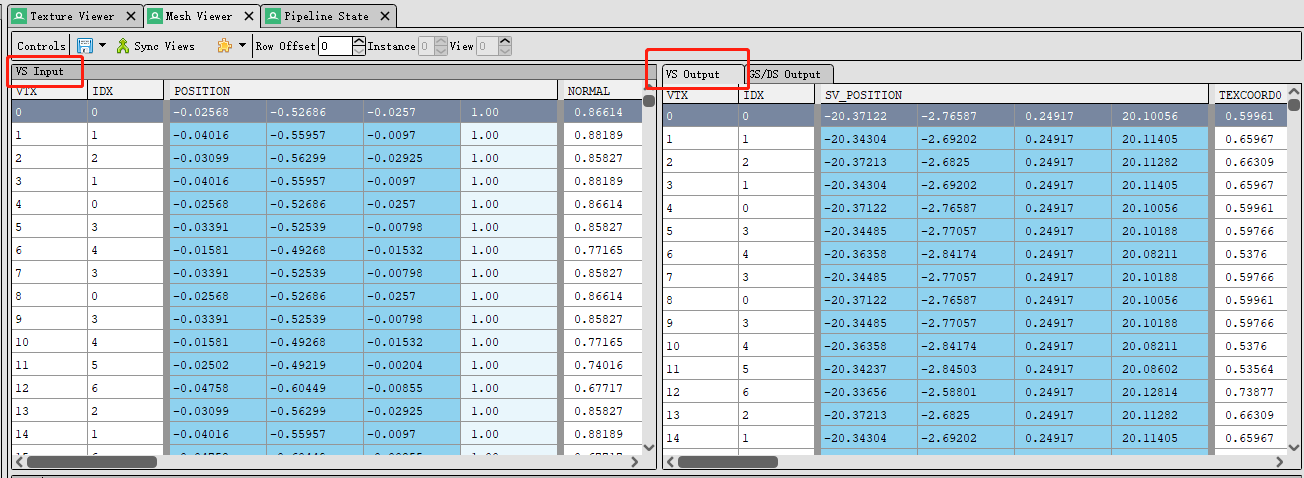 Texture Viewer Mesh Viewer Pipeline State
Controls Sync Views Row Offset 0 Instance 0 View 0
VS Input
VTX IDX POSITION NORMAL
0 0 -0.02568 -0.52686 -0.0257 1.00 0.86614
1 1 -0.04016 -0.55957 -0.0097 1.00 0.88189
2 2 -0.03099 -0.56299 -0.02925 1.00 0.85827
3 1 -0.04016 -0.55957 -0.0097 1.00 0.88189
4 0 -0.02568 -0.52686 -0.0257 1.00 0.86614
5 3 -0.03391 -0.52539 -0.00798 1.00 0.85827
6 4 -0.01581 -0.49268 -0.01532 1.00 0.77165
7 3 -0.03391 -0.52539 -0.00798 1.00 0.85827
8 0 -0.02568 -0.52686 -0.0257 1.00 0.86614
9 3 -0.03391 -0.52539 -0.00798 1.00 0.85827
10 4 -0.01581 -0.49268 -0.01532 1.00 0.77165
11 5 -0.02502 -0.49219 -0.00204 1.00 0.74016
12 6 -0.04758 -0.60449 -0.00855 1.00 0.67717
13 2 -0.03099 -0.56299 -0.02925 1.00 0.85827
14 1 -0.04016 -0.55957 -0.0097 1.00 0.88189
VS Output GS/DS Output
VTX IDX SV_POSITION TEXCOORD0
0 0 -20.37122 -2.76587 0.24917 20.10056 0.59961
1 1 -20.34304 -2.69202 0.24917 20.11405 0.65967
2 2 -20.37213 -2.6825 0.24917 20.11282 0.66309
3 1 -20.34304 -2.69202 0.24917 20.11405 0.65967
4 0 -20.37122 -2.76587 0.24917 20.10056 0.59961
5 3 -20.34485 -2.77057 0.24917 20.10188 0.59766
6 4 -20.36358 -2.84174 0.24917 20.08211 0.5376
7 3 -20.34485 -2.77057 0.24917 20.10188 0.59766
8 0 -20.37122 -2.76587 0.24917 20.10056 0.59961
9 3 -20.34485 -2.77057 0.24917 20.10188 0.59766
10 4 -20.36358 -2.84174 0.24917 20.08211 0.5376
11 5 -20.34237 -2.84503 0.24917 20.08602 0.53564
12 6 -20.33656 -2.58801 0.24917 20.12814 0.73877
13 2 -20.37213 -2.6825 0.24917 20.11282 0.66309
14 1 -20.34304 -2.69202 0.24917 20.11405 0.65967